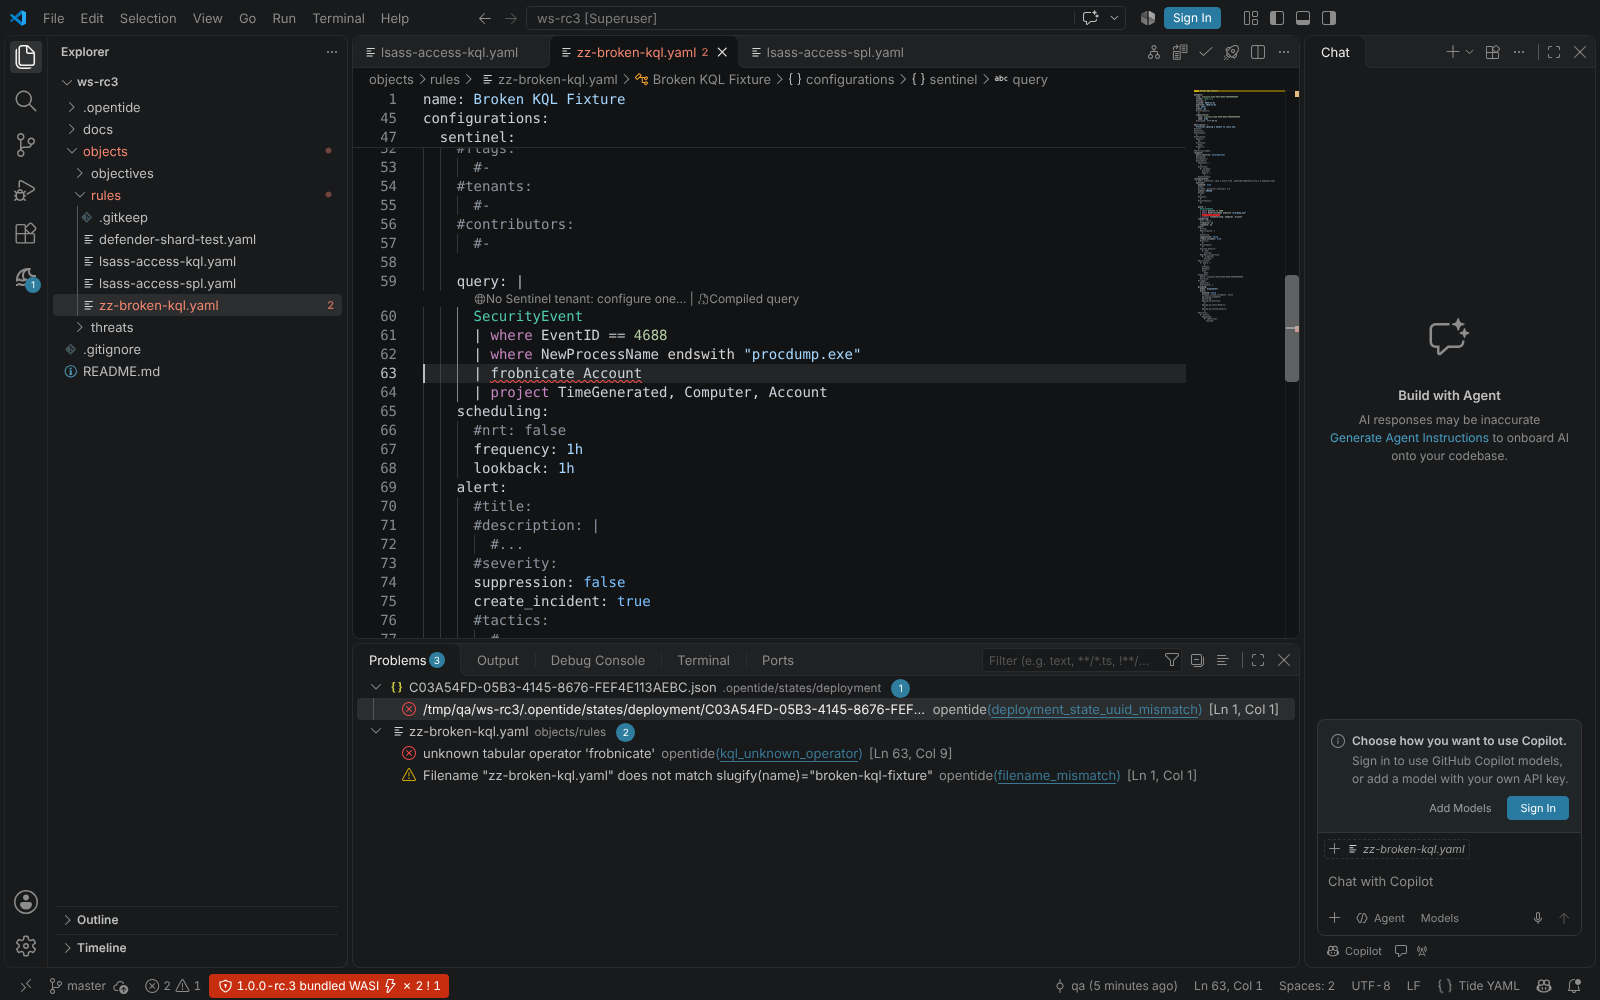 File Edit Selection View Go Run Terminal Help
ws-rc3 [Superuser]
Sign In
Explorer
ws-rc3
.opentide
docs
objects
objectives
rules
.gitkeep
defender-shard-test.yaml
lsass-access-kql.yaml
lsass-access-spl.yaml
zz-broken-kql.yaml 2
threats
.gitignore
README.md
1
Outline
Timeline
lsass-access-kql.yaml
zz-broken-kql.yaml 2
lsass-access-spl.yaml
objects rules zz-broken-kql.yaml Broken KQL Fixture {} configurations {} sentinel abc query
1 name: Broken KQL Fixture
45 configurations:
47 sentinel:
52 #flags:
53 #-
54 #tenants:
55 #-
56 #contributors:
57 #-
58
59 query: |
No Sentinel tenant: configure one... | Compiled query
60 SecurityEvent
61 | where EventID == 4688
62 | where NewProcessName endswith "procdump.exe"
63 | frobnicate Account
64 | project TimeGenerated, Computer, Account
65 scheduling:
66 #nrt: false
67 frequency: 1h
68 lookback: 1h
69 alert:
70 #title:
71 #description: |
72 #...
73 #severity:
74 suppression: false
75 create_incident: true
76 #tactics:
77 #-
Problems 3 Output Debug Console Terminal Ports
Filter (e.g. text, **/*.ts, !**/...
{} C03A54FD-05B3-4145-8676-FEF4E113AEBC.json .opentide/states/deployment 1
/tmp/qa/ws-rc3/.opentide/states/deployment/C03A54FD-05B3-4145-8676-FEF... opentide(deployment_state_uuid_mismatch) [Ln 1, Col 1]
zz-broken-kql.yaml objects/rules 2
unknown tabular operator 'frobnicate' opentide(kql_unknown_operator) [Ln 63, Col 9]
Filename "zz-broken-kql.yaml" does not match slugify(name)="broken-kql-fixture" opentide(filename_mismatch) [Ln 1, Col 1]
Chat
Build with Agent
AI responses may be inaccurate
Generate Agent Instructions to onboard AI
onto your codebase.
Choose how you want to use Copilot.
Sign in to use GitHub Copilot models,
or add a model with your own API key.
Add Models Sign In
zz-broken-kql.yaml
Chat with Copilot
Agent Models
Copilot
master 2 1 1.0.0-rc.3 bundled WASI × 2 ! 1
qa (5 minutes ago) Ln 63, Col 1 Spaces: 2 UTF-8 LF {} Tide YAML